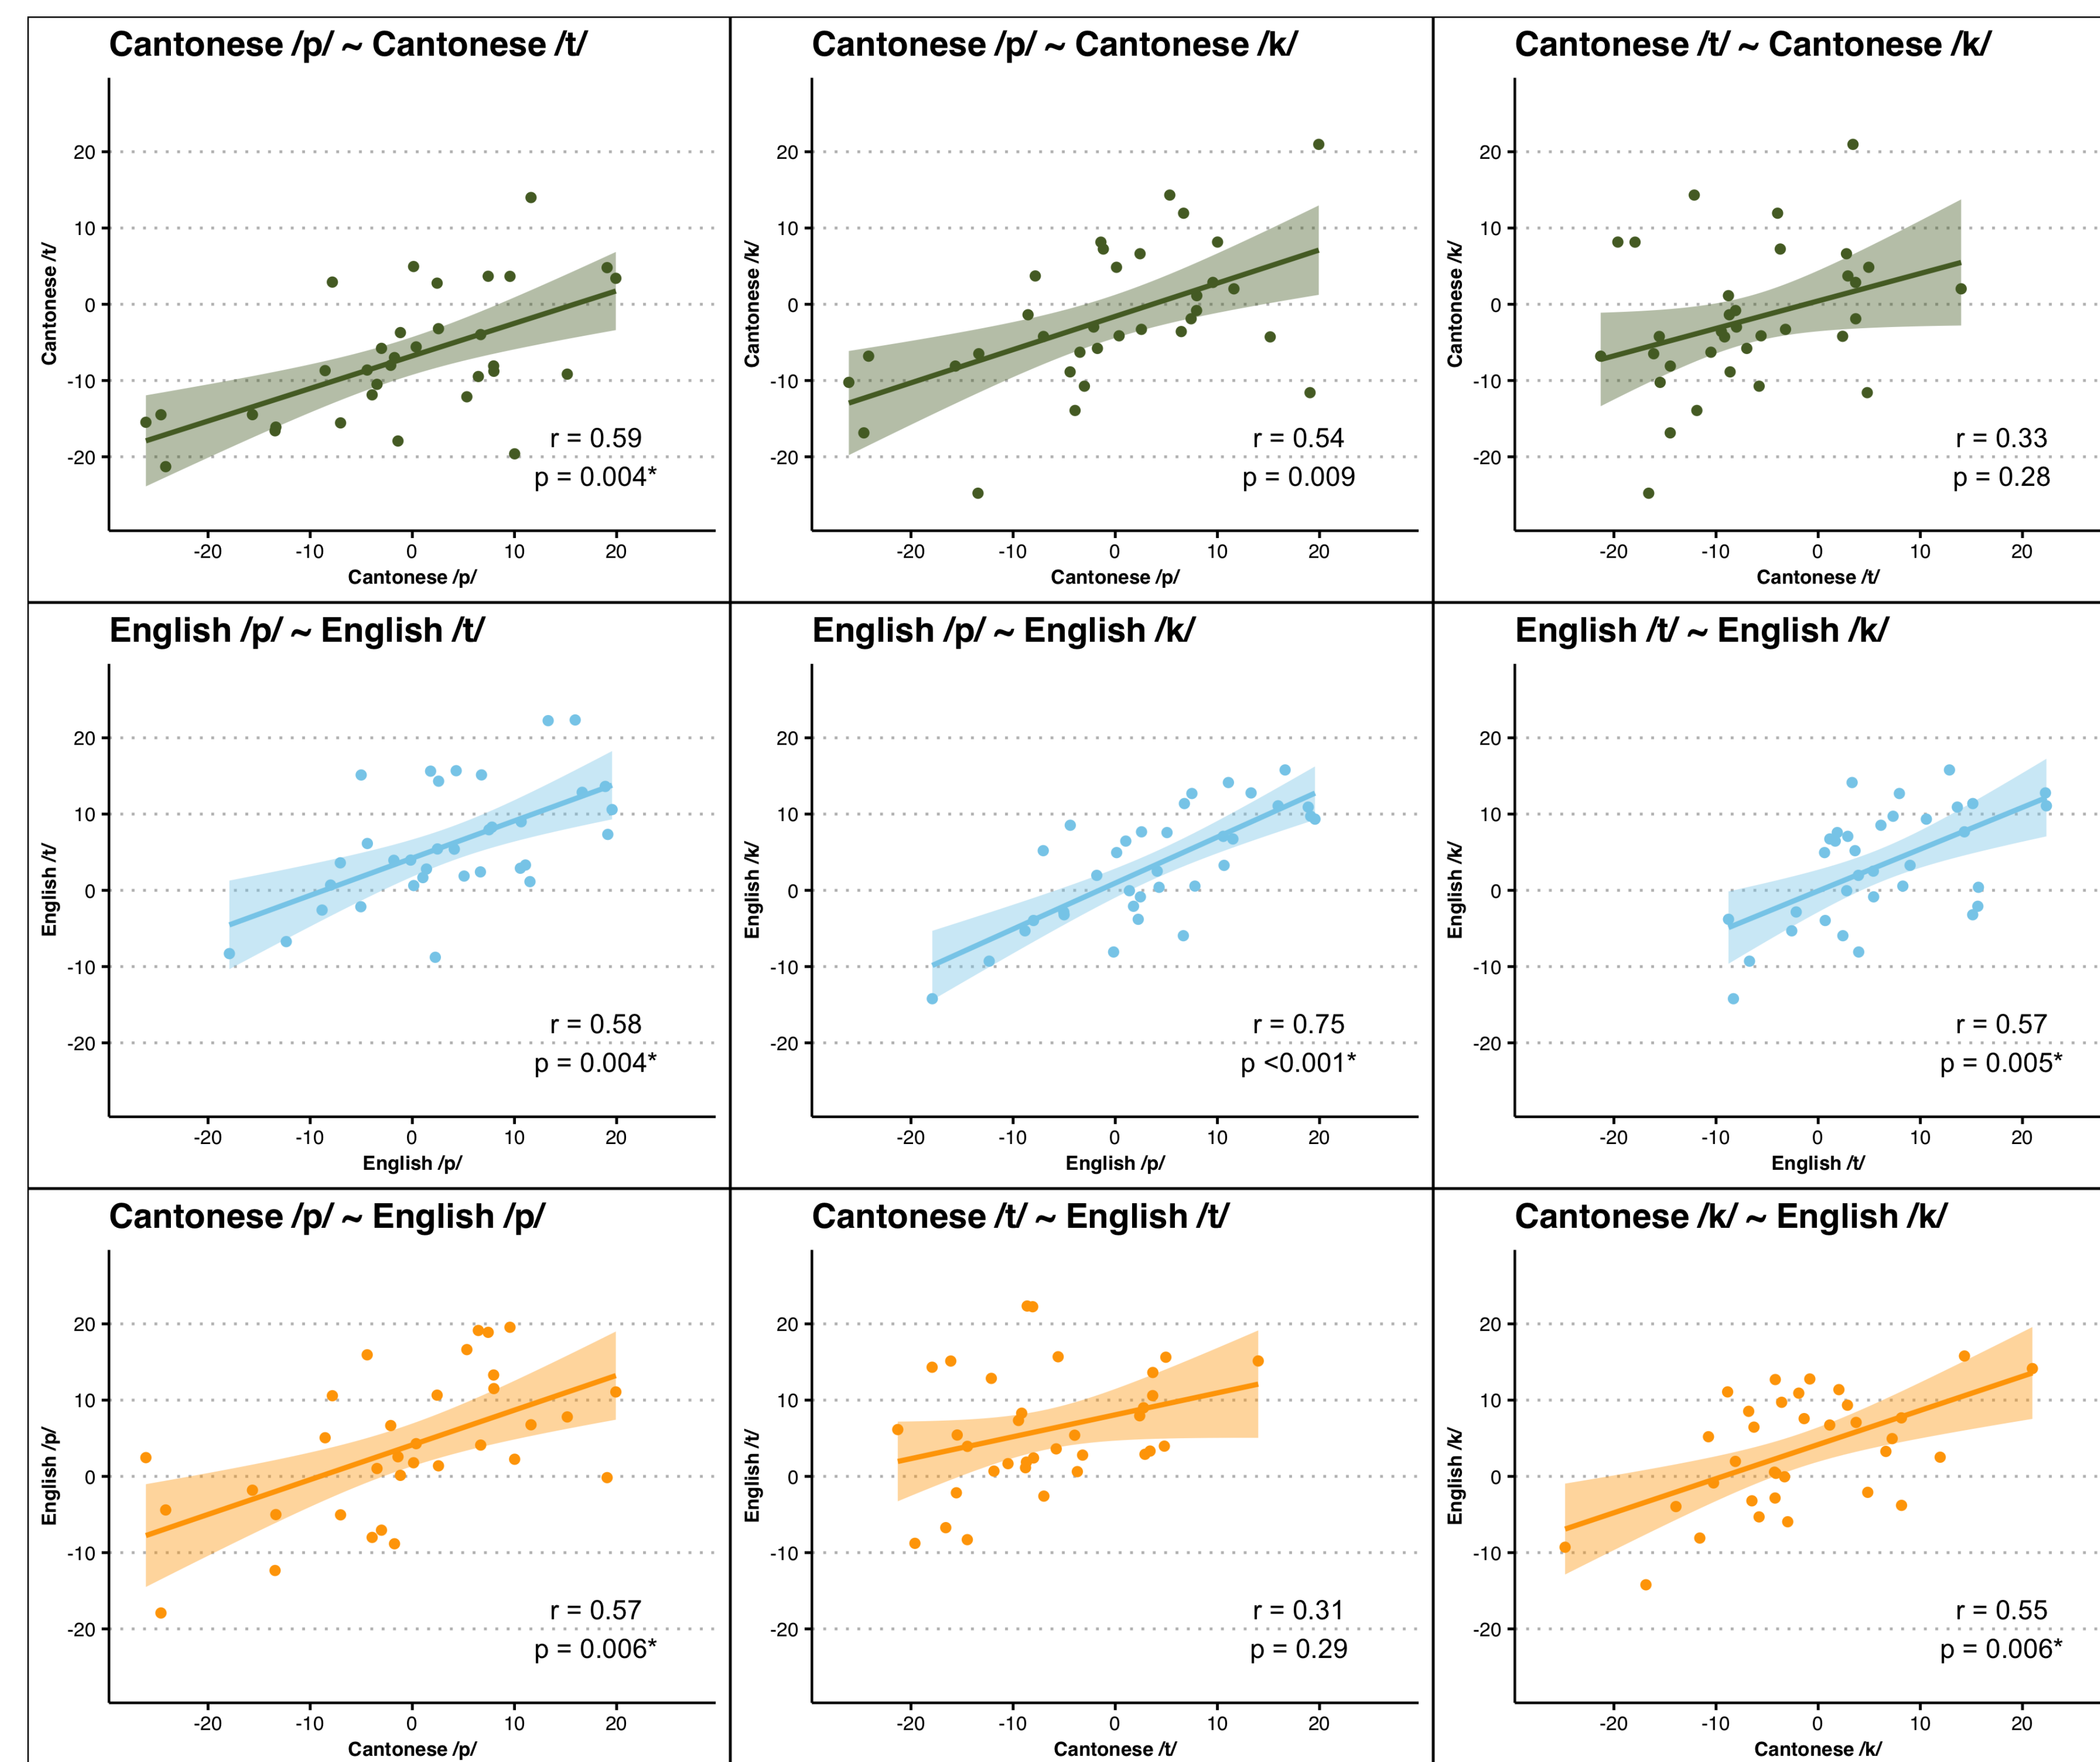 Cantonese /p/ ~ Cantonese /t/
Cantonese /t/
20
10
0
-10
-20
r = 0.59
p = 0.004*
-20 -10 0 10 20
Cantonese /p/
Cantonese /p/ ~ Cantonese /k/
Cantonese /k/
20
10
0
-10
-20
r = 0.54
p = 0.009
-20 -10 0 10 20
Cantonese /p/
Cantonese /t/ ~ Cantonese /k/
Cantonese /k/
20
10
0
-10
-20
r = 0.33
p = 0.28
-20 -10 0 10 20
Cantonese /t/
English /p/ ~ English /t/
English /t/
20
10
0
-10
-20
r = 0.58
p = 0.004*
-20 -10 0 10 20
English /p/
English /p/ ~ English /k/
English /k/
20
10
0
-10
-20
r = 0.75
p <0.001*
-20 -10 0 10 20
English /p/
English /t/ ~ English /k/
English /k/
20
10
0
-10
-20
r = 0.57
p = 0.005*
-20 -10 0 10 20
English /t/
Cantonese /p/ ~ English /p/
English /p/
20
10
0
-10
-20
r = 0.57
p = 0.006*
-20 -10 0 10 20
Cantonese /p/
Cantonese /t/ ~ English /t/
English /t/
20
10
0
-10
-20
r = 0.31
p = 0.29
-20 -10 0 10 20
Cantonese /t/
Cantonese /k/ ~ English /k/
English /k/
20
10
0
-10
-20
r = 0.55
p = 0.006*
-20 -10 0 10 20
Cantonese /k/